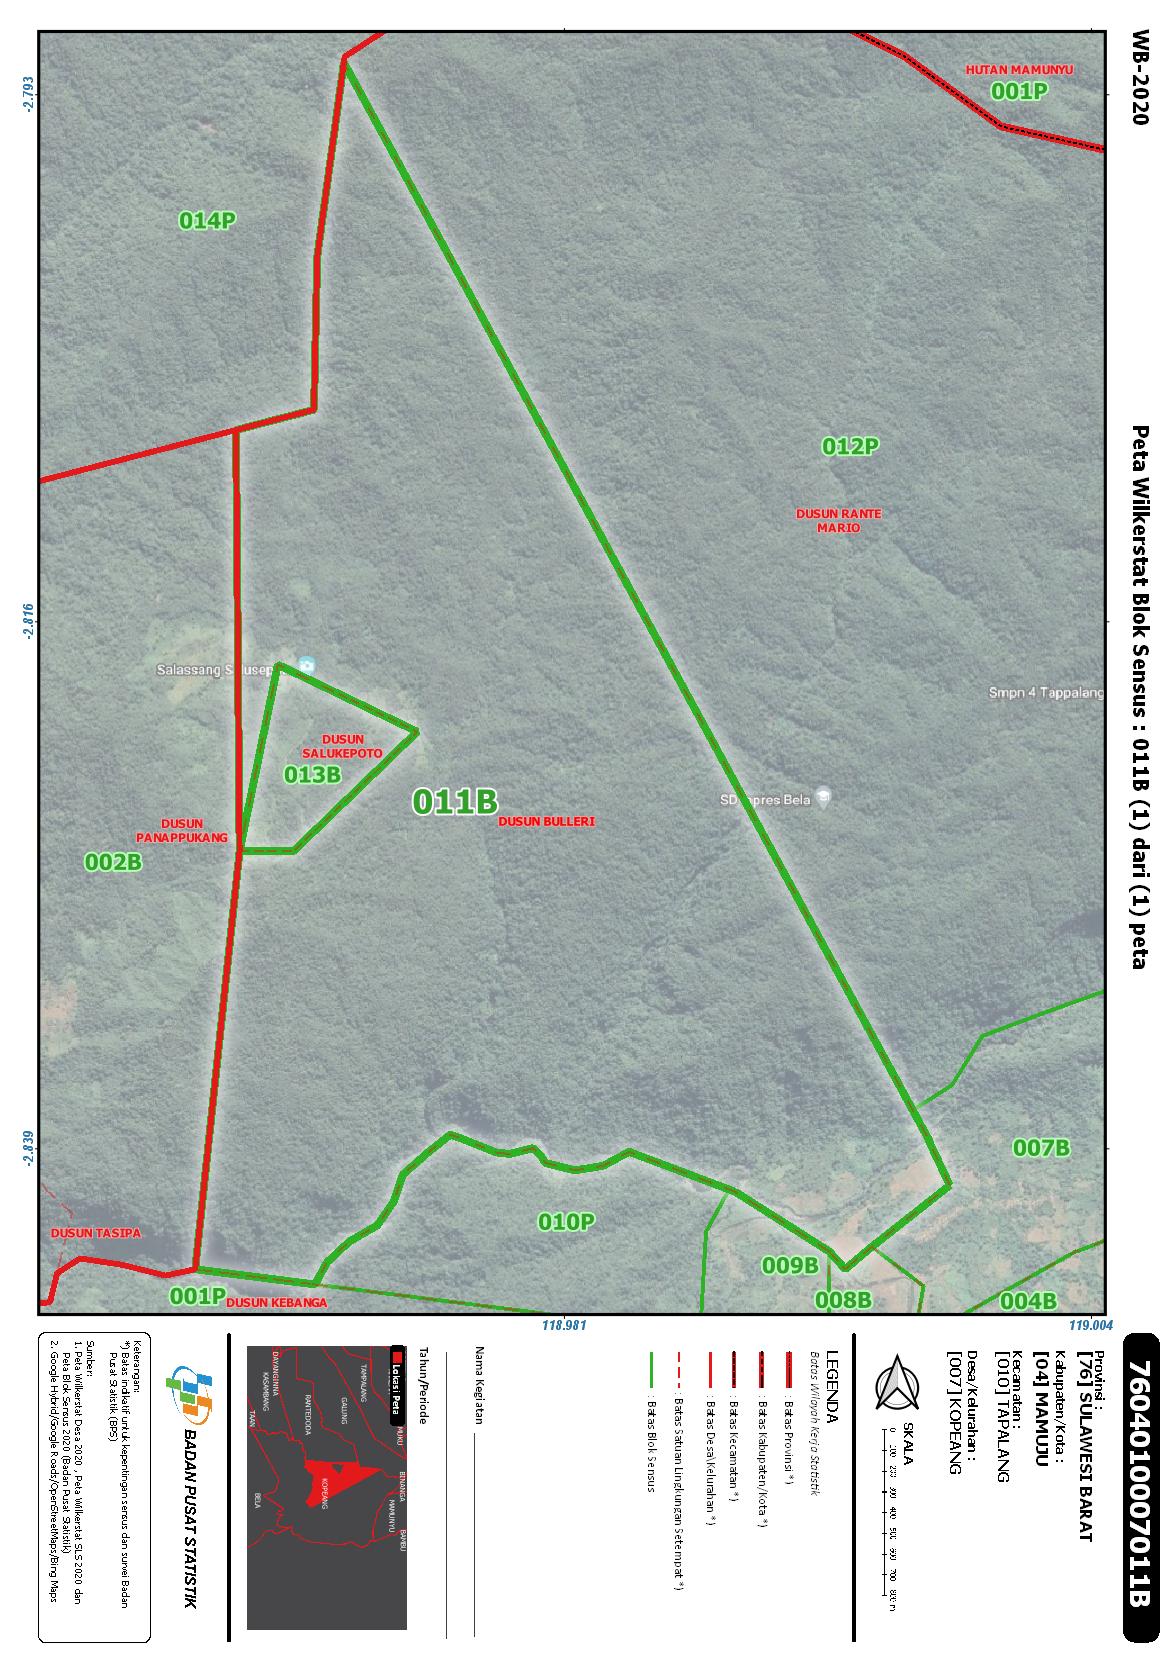 WB-2020
Peta Wilkerstat Blok Sensus : 011B (1) dari (1) peta
-2.793
-2.816
-2.839
118.981
119.004
HUTAN MAMUNYU
001P
014P
012P
DUSUN RANTE
MARIO
Smpn 4 Tappalang
DUSUN
SALUKEPOTO
013B
011B
DUSUN BULLERI
DUSUN
PANAPPUKANG
002B
007B
DUSUN TASIPA
010P
009B
001P
DUSUN KEBANGA
008B
004B
7604010007011B
Provinsi :
[76] SULAWESI BARAT
Kabupaten/Kota :
[04] MAMUJU
Kecamatan :
[010] TAPALANG
Desa/Kelurahan :
[007] KOPEANG
SKALA
0 100 200 300 400 500 600 700 800 m
LEGENDA
Batas Wilayah Kerja Statistik
: Batas Provinsi *)
: Batas Kabupaten/Kota *)
: Batas Kecamatan *)
: Batas Desa\Kelurahan *)
: Batas Satuan Lingkungan Setempat *)
: Batas Blok Sensus
Nama Kegiatan
Tahun/Periode
Lokasi Peta
MUKU
BINANGA
BAMBU
TAMPALANG
MAMUNYU
GALUNG
RANTEDODA
KOPEANG
DAYANGINNA
KASAMBANG
TAAN
BELA
BADAN PUSAT STATISTIK
Keterangan:
*) Batas indikatif untuk kepentingan sensus dan survei Badan
Pusat Statistik (BPS)
Sumber:
1. Peta Wilkerstat Desa 2020 , Peta Wilkerstat SLS 2020 dan
Peta Blok Sensus 2020 (Badan Pusat Statistik)
2. Google Hybrid/Google Roads/OpenStreetMaps/Bing Maps